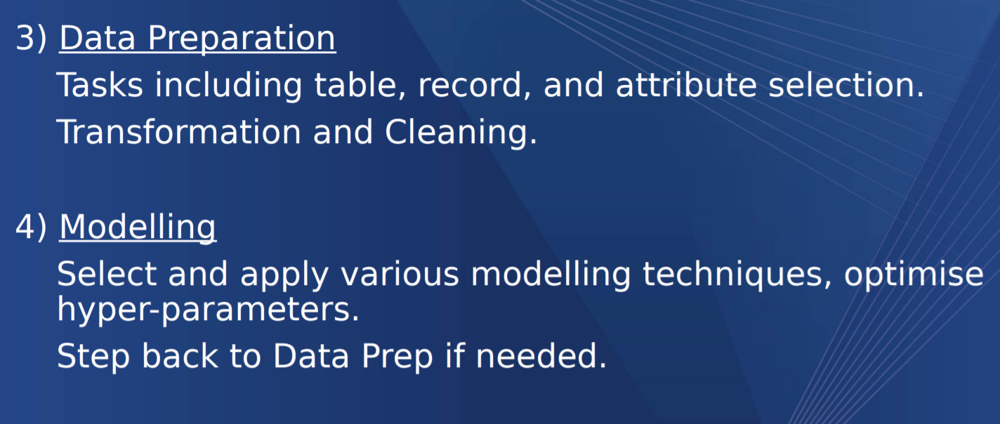 3) Data Preparation
Tasks including table, record, and attribute selection.
Transformation and Cleaning.
4) Modelling
Select and apply various modelling techniques, optimise
hyper-parameters.
Step back to Data Prep if needed.